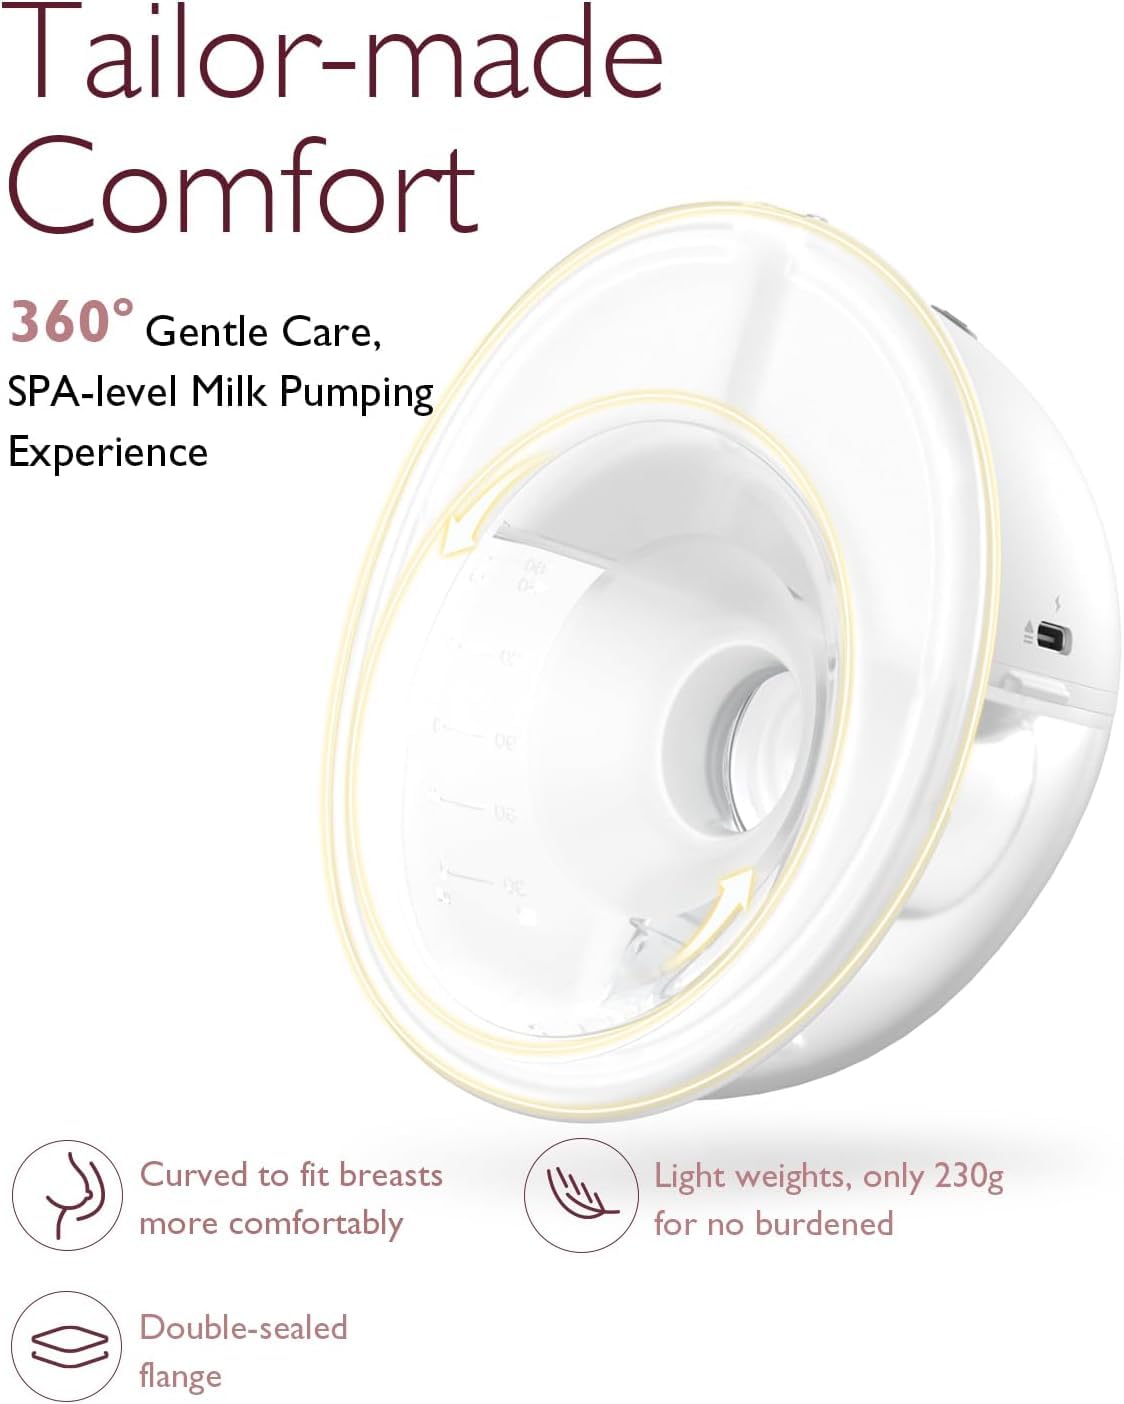 Tailor-made
Comfort
360° Gentle Care,
SPA-level Milk Pumping
Experience
Curved to fit breasts
more comfortably
Light weights, only 230g
for no burdened
Double-sealed
flange